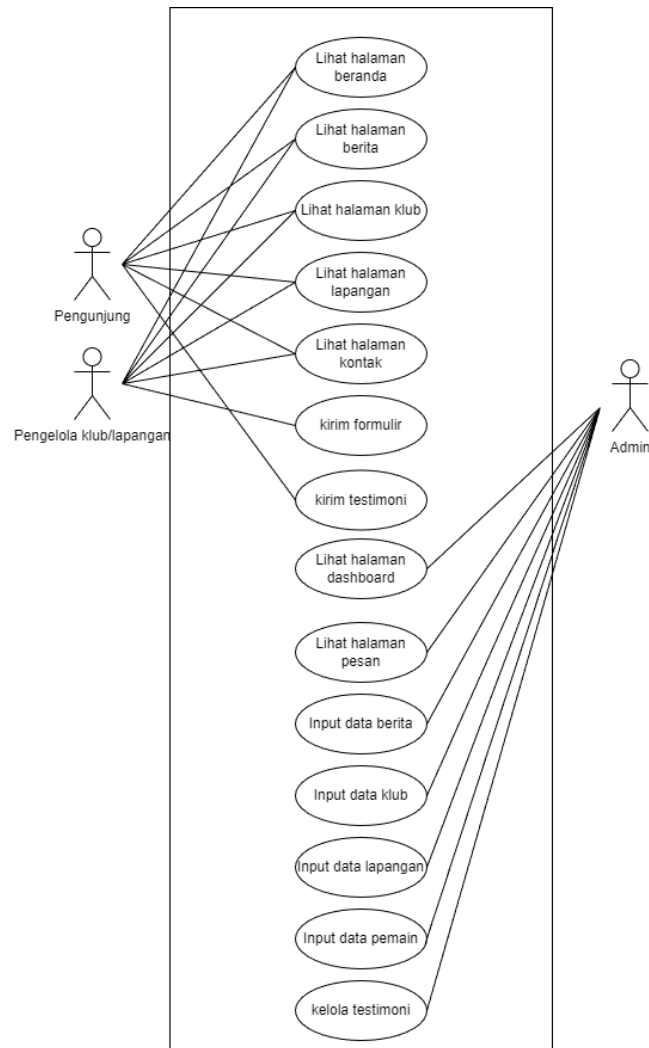 Lihat halaman
beranda
Lihat halaman
berita
Lihat halaman klub
Lihat halaman
lapangan
Pengunjung
Lihat halaman
kontak
Pengelola klub/lapangan
Admin
kirim formulir
kirim testimoni
Lihat halaman
dashboard
Lihat halaman
pesan
Input data berita
Input data klub
Input data lapangan
Input data pemain
kelola testimoni